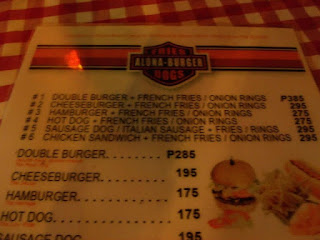 FRIES
ALOHA-BURGER
DOGS
# 1 DOUBLE BURGER + FRENCH FRIES / ONION RINGS P385
# 2 CHEESEBURGER + FRENCH FRIES / ONION RINGS 295
# 3 HAMBURGER + FRENCH FRIES / ONION RINGS 275
# 4 HOT DOG + FRENCH FRIES / ONION RINGS 275
# 5 SAUSAGE DOG / ITALIAN SAUSAGE + FRIES / ONION RINGS 295
# 6 CHICKEN SANDWICH + FRENCH FRIES / ONION RINGS 295
DOUBLE BURGER......... P285
CHEESEBURGER............ 195
HAMBURGER............... 175
HOT DOG.................... 175
SAUSAGE DOG 195